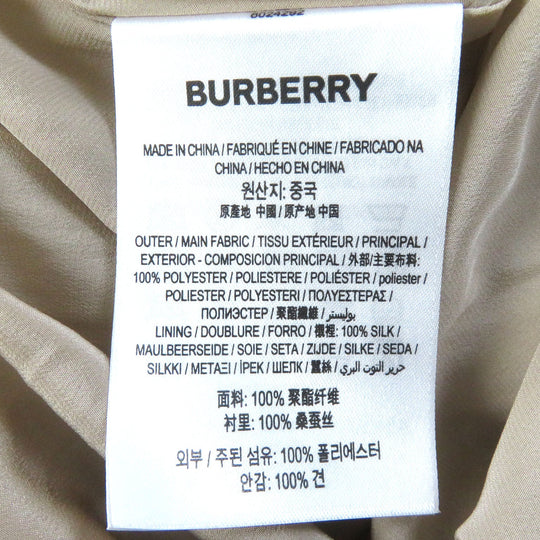 8024262
BURBERRY
MADE IN CHINA / FABRIQUÉ EN CHINE / FABRICADO NA
CHINA / HECHO EN CHINA
원산지: 중국
原產地 中國 / 原产地 中国
OUTER / MAIN FABRIC / TISSU EXTÉRIEUR / PRINCIPAL /
EXTERIOR - COMPOSICION PRINCIPAL / 外部/主要布料:
100% POLYESTER / POLIESTERE / POLIÉSTER / poliester /
POLIESTER / POLYESTERI / ΠΟΛΥΕΣΤΕΡΑΣ /
ПОЛИЭСТЕР / 聚酯纖維 / بوليستر
LINING / DOUBLURE / FORRO / 襯裡: 100% SILK /
MAULBEERSEIDE / SOIE / SETA / ZIJDE / SILKE / SEDA /
SILKKI / ΜΕΤΑΞΙ / İPEK / ШЕЛК / 蠶絲 / حرير التوت البري
面料: 100% 聚酯纤维
衬里: 100% 桑蚕丝
외부 / 주된 섬유: 100% 폴리에스터
안감: 100% 견